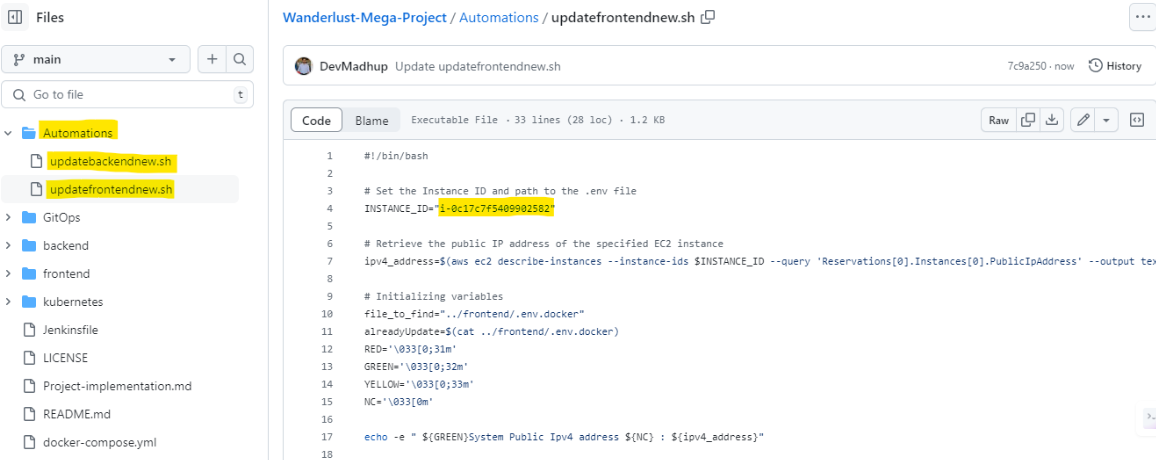 Files
main
Go to file
t
Automations
updatebackendnew.sh
updatefrontendnew.sh
GitOps
backend
frontend
kubernetes
Jenkinsfile
LICENSE
Project-implementation.md
README.md
docker-compose.yml
Wanderlust-Mega-Project / Automations / updatefrontendnew.sh
DevMadhup Update updatefrontendnew.sh
7c9a250 · now
History
Code Blame Executable File · 33 lines (28 loc) · 1.2 KB
Raw
1 #!/bin/bash
2
3 # Set the Instance ID and path to the .env file
4 INSTANCE_ID="i-0c17c7f5409902582"
5
6 # Retrieve the public IP address of the specified EC2 instance
7 ipv4_address=$(aws ec2 describe-instances --instance-ids $INSTANCE_ID --query 'Reservations[0].Instances[0].PublicIpAddress' --output tex
8
9 # Initializing variables
10 file_to_find="../frontend/.env.docker"
11 alreadyUpdate=$(cat ../frontend/.env.docker)
12 RED='\033[0;31m'
13 GREEN='\033[0;32m'
14 YELLOW='\033[0;33m'
15 NC='\033[0m'
16
17 echo -e " ${GREEN}System Public Ipv4 address ${NC} : ${ipv4_address}"
18